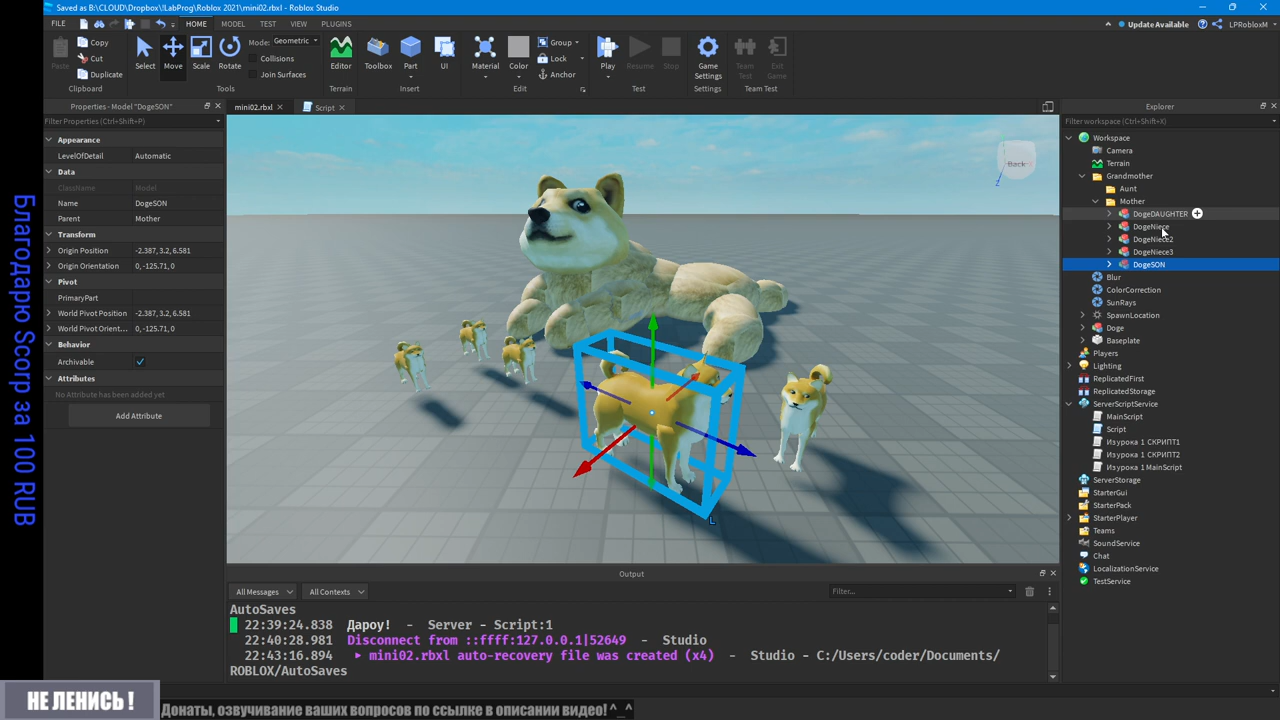 Saved as B:\CLOUD\Dropbox\!LabProg\Roblox 2021\mini02.rbxl - Roblox Studio
FILE HOME MODEL TEST VIEW PLUGINS
Update Available LPRobloxM
Paste
Copy
Cut
Duplicate
Select Move Scale Rotate
Mode: Geometric
Collisions
Join Surfaces
Editor Toolbox Part UI Material Color
Group
Lock
Anchor
Play Resume Stop
Game Settings
Team Test
Exit Game
Clipboard Tools Terrain Insert Edit Test Settings Team Test
Properties - Model "DogeSON"
mini02.rbxl Script
Explorer
Filter Properties (Ctrl+Shift+P)
Filter workspace (Ctrl+Shift+X)
Appearance
LevelOfDetail Automatic
Data
ClassName Model
Name DogeSON
Parent Mother
Transform
Origin Position -2.387, 3.2, 6.581
Origin Orientation 0, -125.71, 0
Pivot
PrimaryPart
World Pivot Position -2.387, 3.2, 6.581
World Pivot Orient... 0, -125.71, 0
Behavior
Archivable
Attributes
No Attribute has been added yet
Add Attribute
Back
L
Workspace
Camera
Terrain
Grandmother
Aunt
Mother
DogeDAUGHTER
DogeNiece
DogeNiece2
DogeNiece3
DogeSON
Blur
ColorCorrection
SunRays
SpawnLocation
Doge
Baseplate
Players
Lighting
ReplicatedFirst
ReplicatedStorage
ServerScriptService
MainScript
Script
Из урока 1 СКРИПТ1
Из урока 1 СКРИПТ2
Из урока 1 MainScript
ServerStorage
StarterGui
StarterPack
StarterPlayer
Teams
SoundService
Chat
LocalizationService
TestService
Output
All Messages All Contexts Filter...
AutoSaves
22:39:24.838 Дароу! - Server - Script:1
22:40:28.981 Disconnect from ::ffff:127.0.0.1|52649 - Studio
22:43:16.894 ▸ mini02.rbxl auto-recovery file was created (x4) - Studio - C:/Users/coder/Documents/
ROBLOX/AutoSaves
Благодарю Scorp за 100 RUB
НЕ ЛЕНИСЬ !
Донаты, озвучивание ваших вопросов по ссылке в описании видео! ^_^